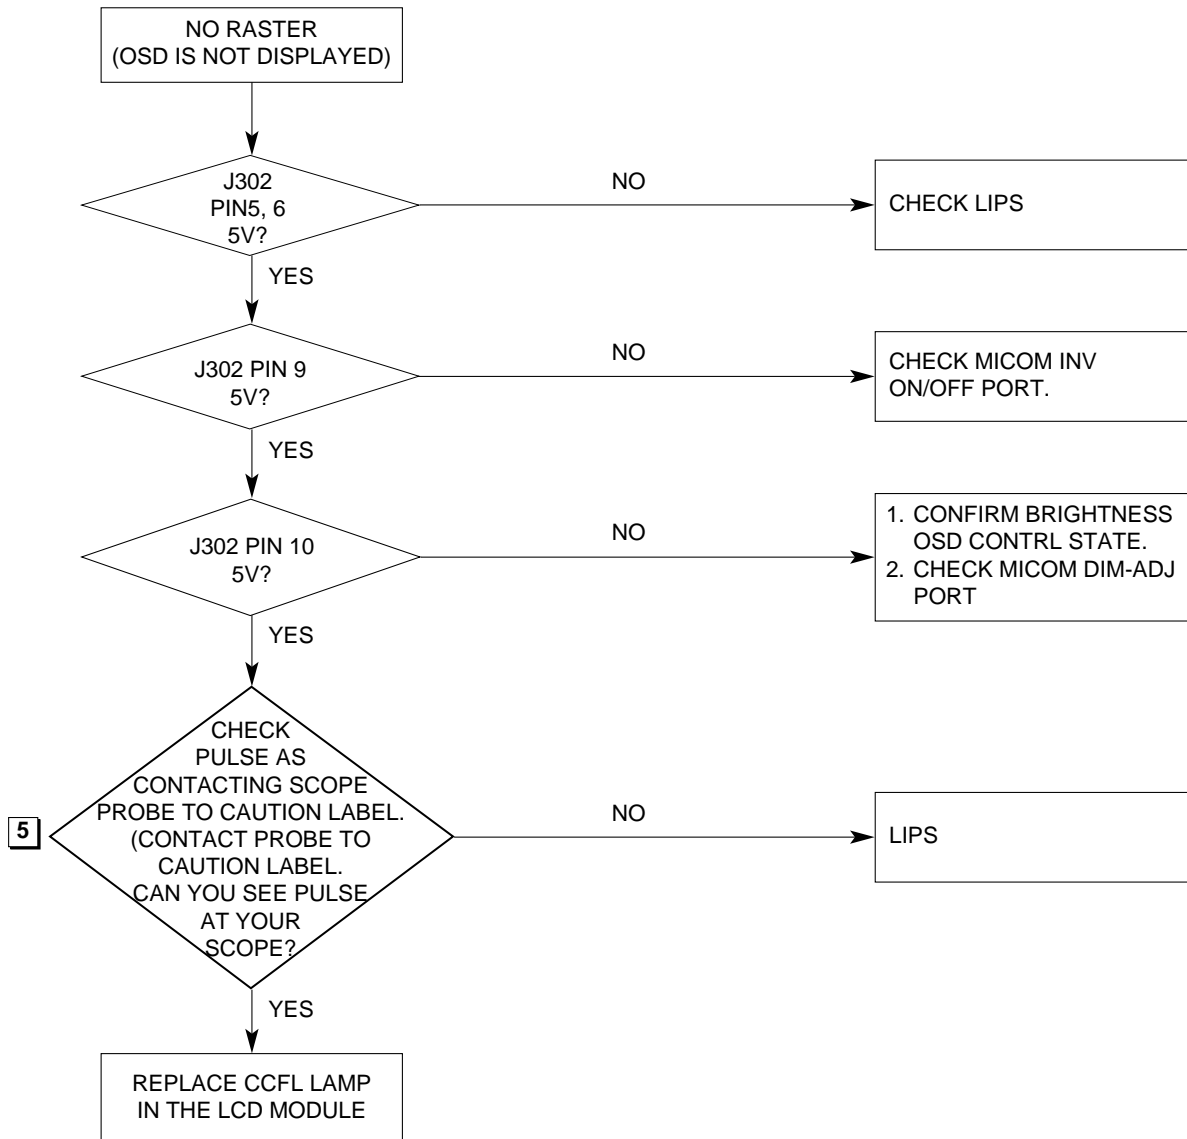 NO RASTER
(OSD IS NOT DISPLAYED)
J302
PIN5, 6
5V?
NO
CHECK LIPS
YES
J302 PIN 9
5V?
NO
CHECK MICOM INV
ON/OFF PORT.
YES
J302 PIN 10
5V?
NO
1. CONFIRM BRIGHTNESS
OSD CONTRL STATE.
2. CHECK MICOM DIM-ADJ
PORT
YES
5
CHECK
PULSE AS
CONTACTING SCOPE
PROBE TO CAUTION LABEL.
(CONTACT PROBE TO
CAUTION LABEL.
CAN YOU SEE PULSE
AT YOUR
SCOPE?
NO
LIPS
YES
REPLACE CCFL LAMP
IN THE LCD MODULE